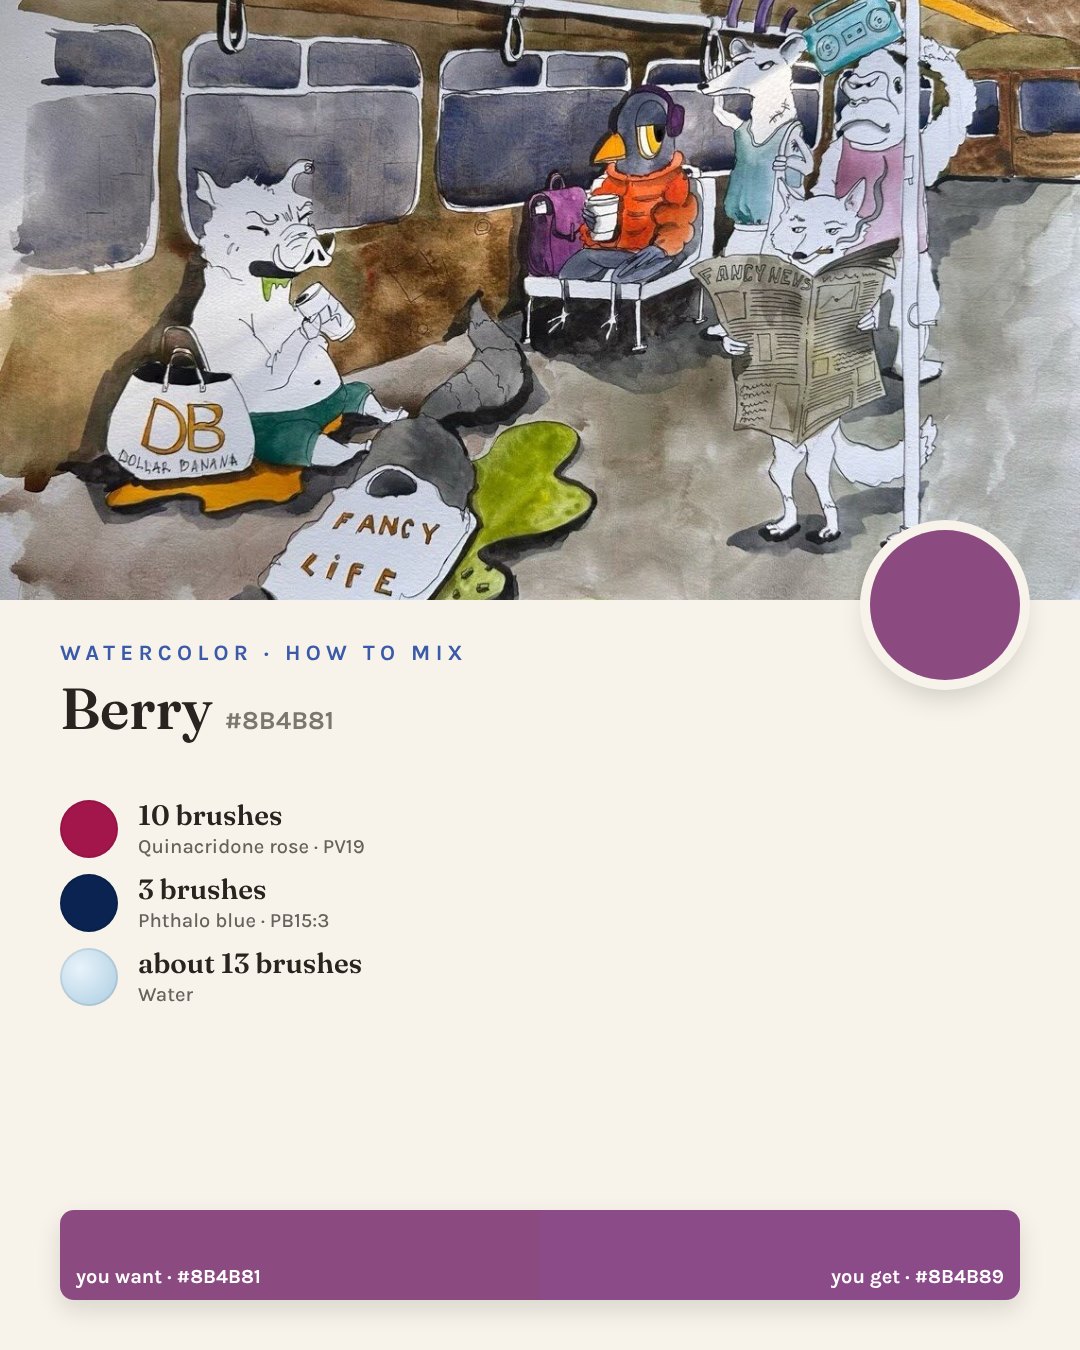 FANCY NEWS
DB
DOLLAR BANANA
FANCY
LiFE
WATERCOLOR · HOW TO MIX
Berry #8B4B81
10 brushes
Quinacridone rose · PV19
3 brushes
Phthalo blue · PB15:3
about 13 brushes
Water
you want · #8B4B81
you get · #8B4B89